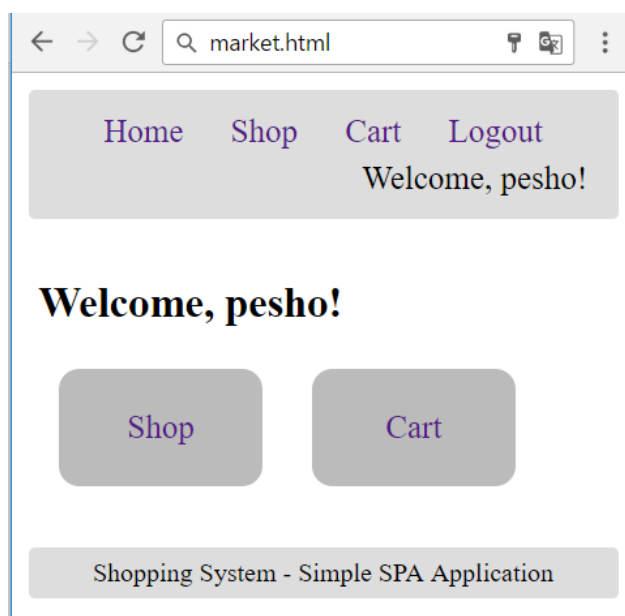 market.html
Home Shop Cart Logout
Welcome, pesho!
Welcome, pesho!
Shop Cart
Shopping System - Simple SPA Application